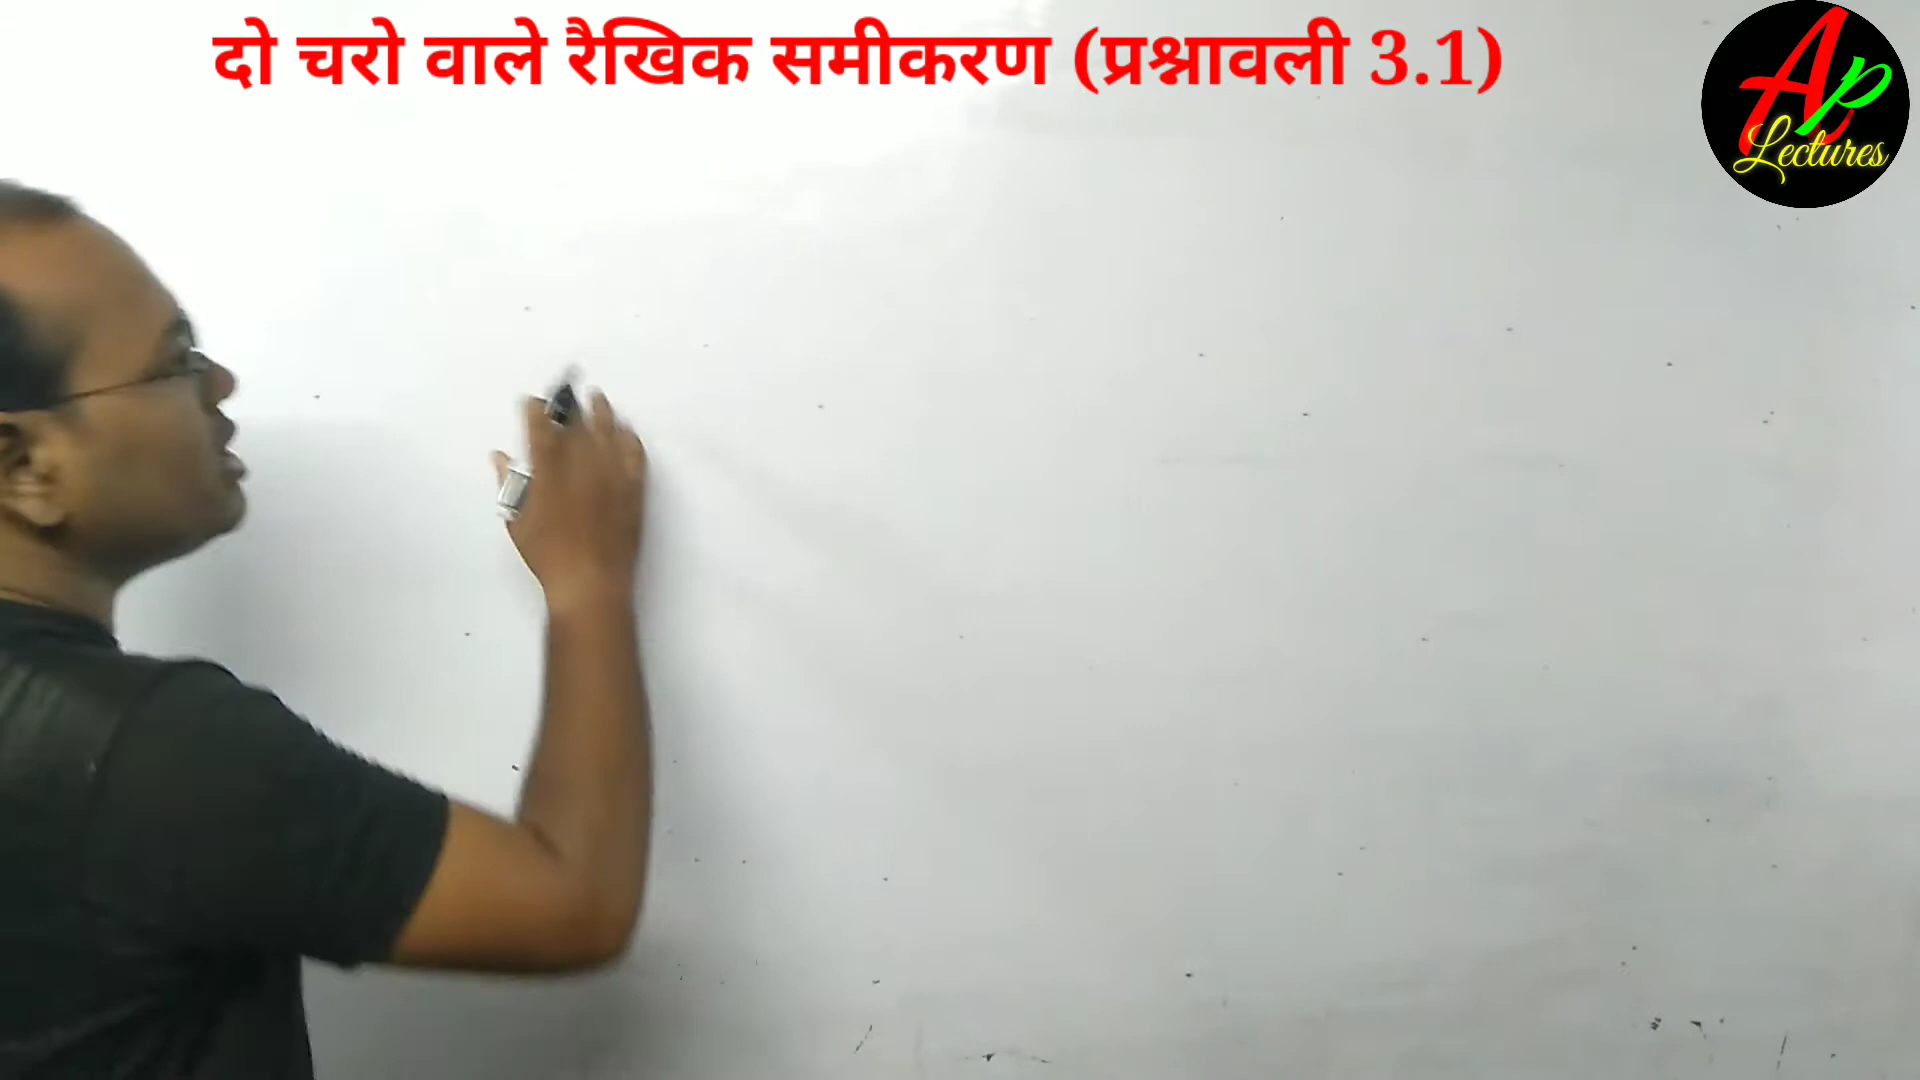 दो चरो वाले रैखिक समीकरण (प्रश्नावली 3.1)
AP
Lectures